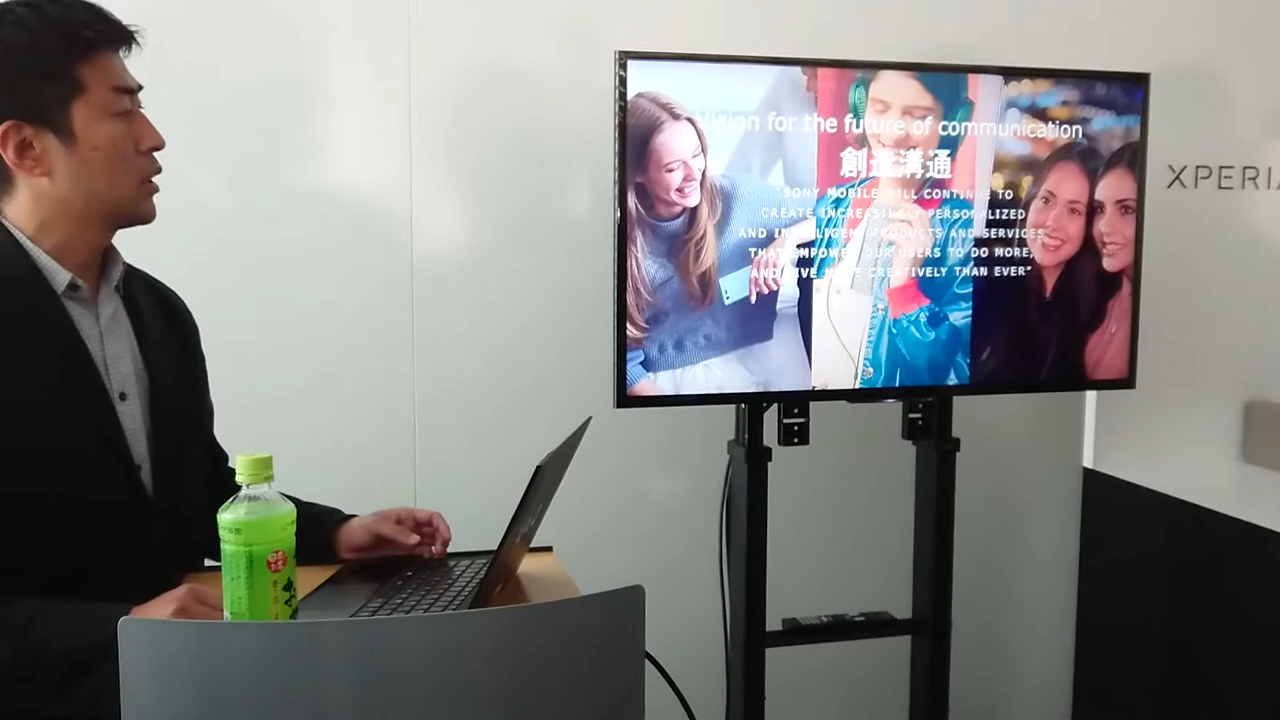 Vision for the future of communication
創造溝通
"SONY MOBILE WILL CONTINUE TO
CREATE INCREASINGLY PERSONALIZED
AND INTELLIGENT PRODUCTS AND SERVICES
THAT EMPOWER OUR USERS TO DO MORE,
AND LIVE MORE CREATIVELY THAN EVER"
XPERIA